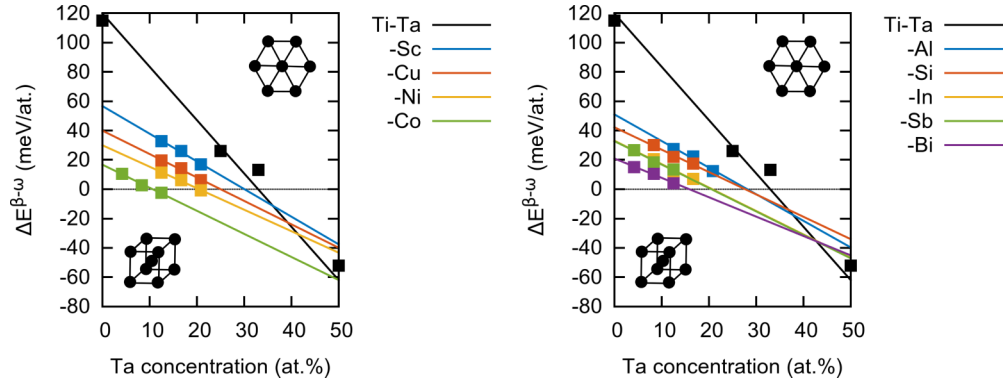 120
100
80
60
40
20
0
-20
-40
-60
-80
ΔE^β-ω (meV/at.)
0 10 20 30 40 50
Ta concentration (at.%)
Ti-Ta
-Sc
-Cu
-Ni
-Co
120
100
80
60
40
20
0
-20
-40
-60
-80
ΔE^β-ω (meV/at.)
0 10 20 30 40 50
Ta concentration (at.%)
Ti-Ta
-Al
-Si
-In
-Sb
-Bi